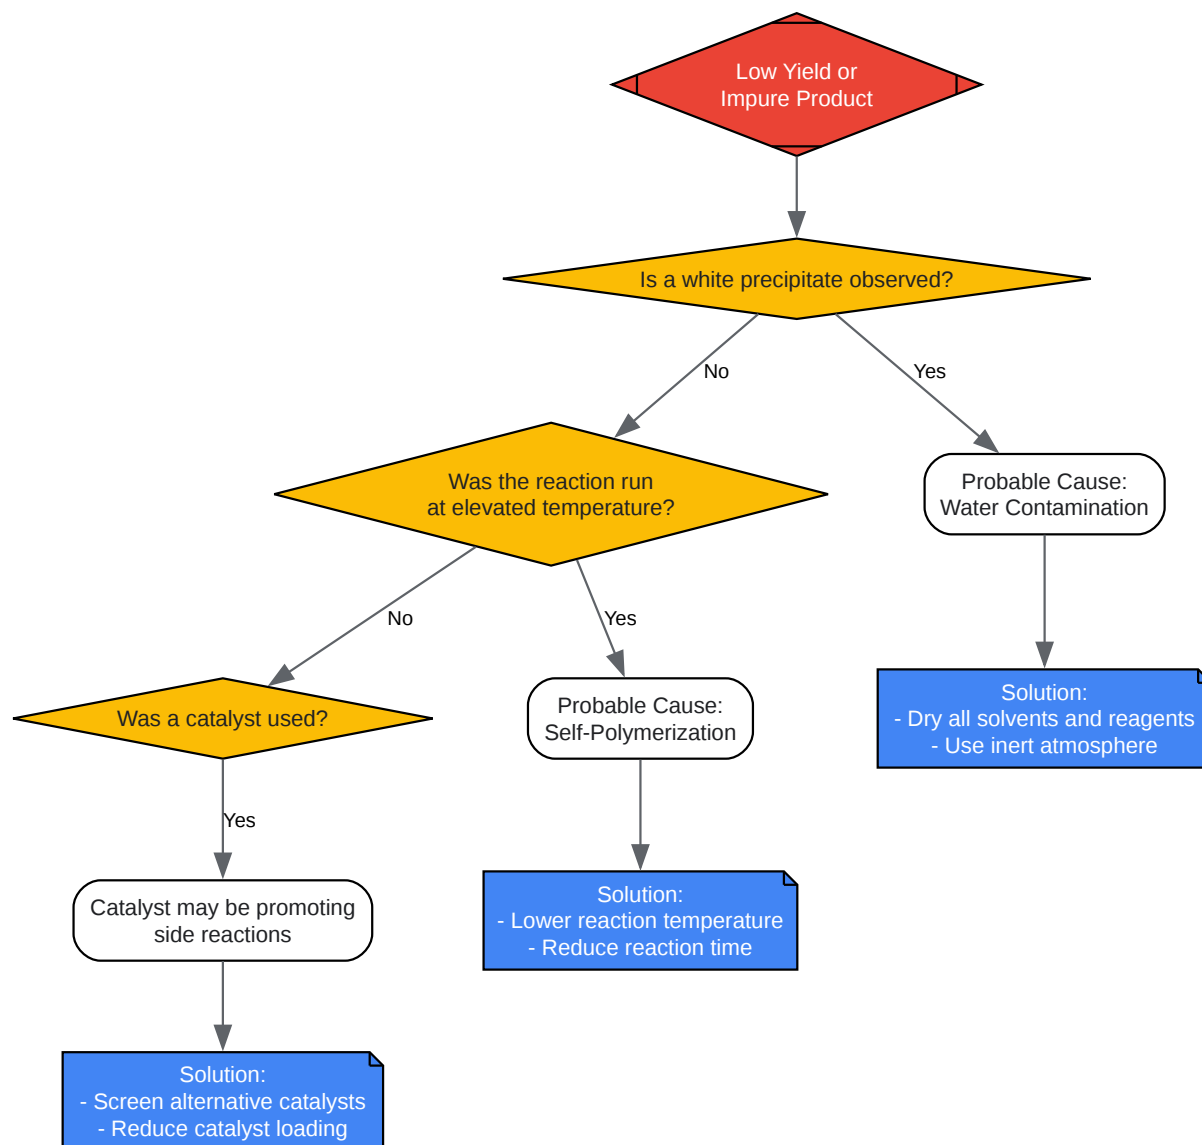 Low Yield or
Impure Product
Is a white precipitate observed?
No
Yes
Was the reaction run
at elevated temperature?
Probable Cause:
Water Contamination
No
Yes
Solution:
- Dry all solvents and reagents
- Use inert atmosphere
Was a catalyst used?
Probable Cause:
Self-Polymerization
Yes
Catalyst may be promoting
side reactions
Solution:
- Lower reaction temperature
- Reduce reaction time
Solution:
- Screen alternative catalysts
- Reduce catalyst loading